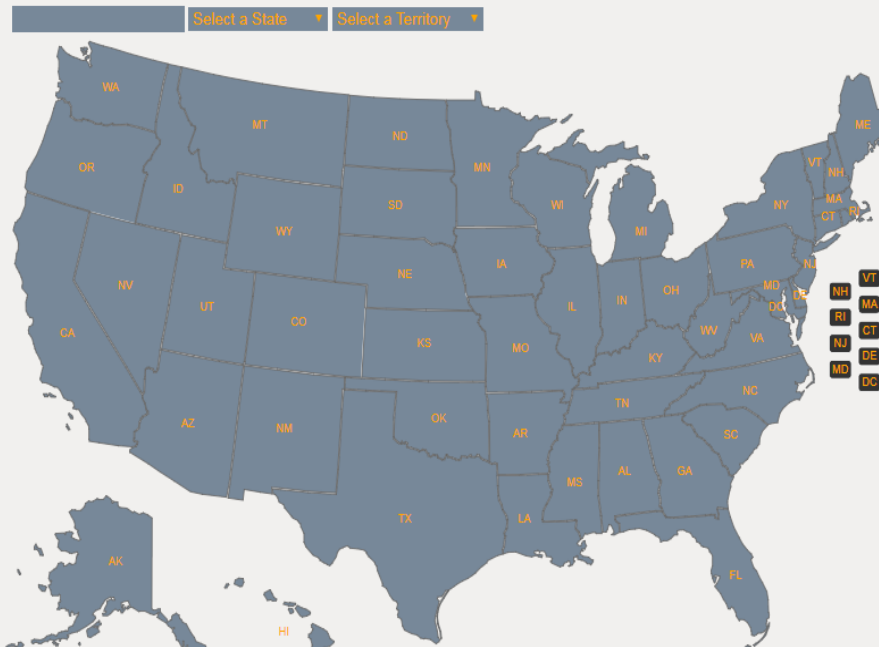 Select a State
Select a Territory
WA
MT
ND
MN
ME
OR
ID
SD
WI
MI
VT
NH
MA
NY
CT
RI
WY
IA
NE
PA
NJ
NV
UT
CO
IL
IN
OH
MD
DC
DE
CA
KS
MO
KY
WV
VA
AZ
NM
OK
AR
TN
NC
SC
MS
AL
GA
TX
LA
FL
AK
HI
VT
NH
MA
RI
CT
NJ
DE
MD
DC